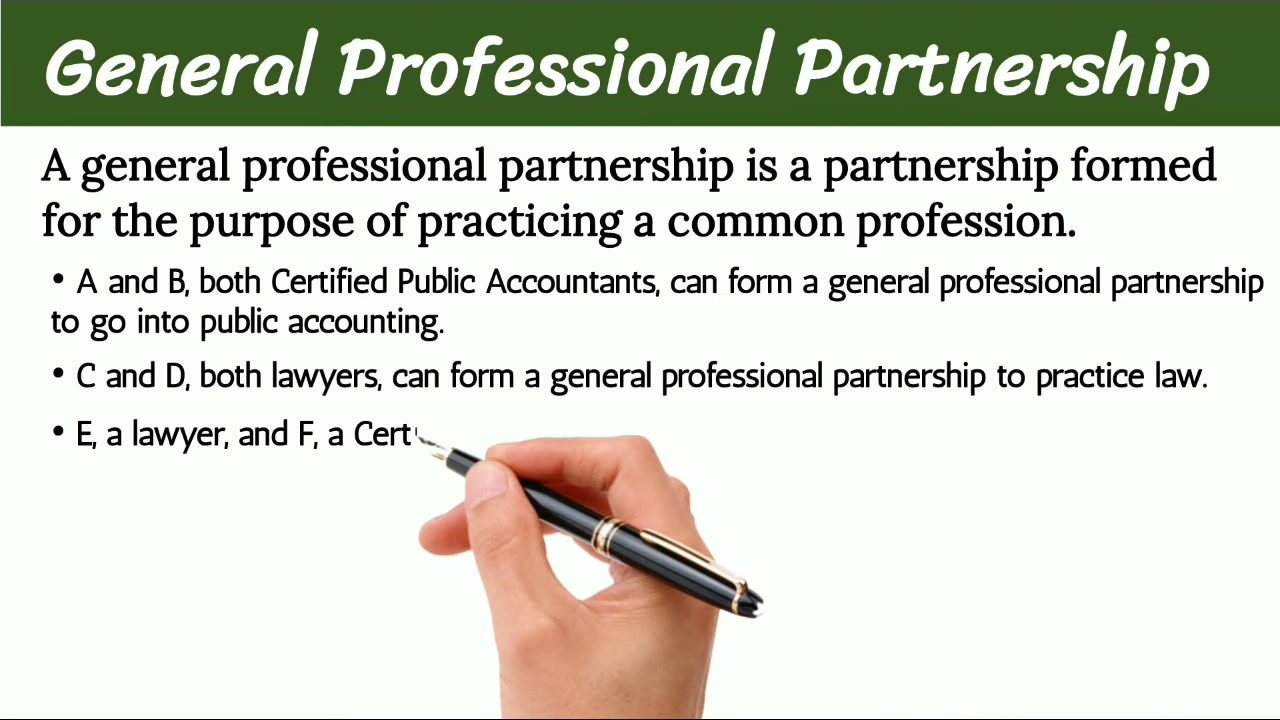 General Professional Partnership
A general professional partnership is a partnership formed
for the purpose of practicing a common profession.
• A and B, both Certified Public Accountants, can form a general professional partnership
to go into public accounting.
• C and D, both lawyers, can form a general professional partnership to practice law.
• E, a lawyer, and F, a Cert